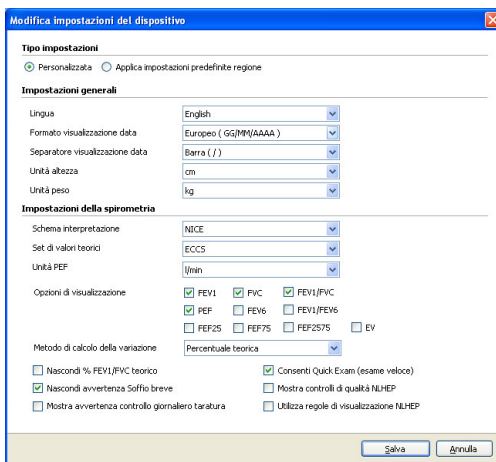 Modifica impostazioni del dispositivo
Tipo impostazioni
Personalizzata Applica impostazioni predefinite regione
Impostazioni generali
Lingua English
Formato visualizzazione data Europeo ( GG/MM/AAAA )
Separatore visualizzazione data Barra ( / )
Unità altezza cm
Unità peso kg
Impostazioni della spirometria
Schema interpretazione NICE
Set di valori teorici ECCS
Unità PEF l/min
Opzioni di visualizzazione FEV1 FVC FEV1/FVC
PEF FEV6 FEV1/FEV6
FEF25 FEF75 FEF2575 EV
Metodo di calcolo della variazione Percentuale teorica
Nascondi % FEV1/FVC teorico Consenti Quick Exam (esame veloce)
Nascondi avvertenza Soffio breve Mostra controlli di qualità NLHEP
Mostra avvertenza controllo giornaliero taratura Utilizza regole di visualizzazione NLHEP
Salva Annulla